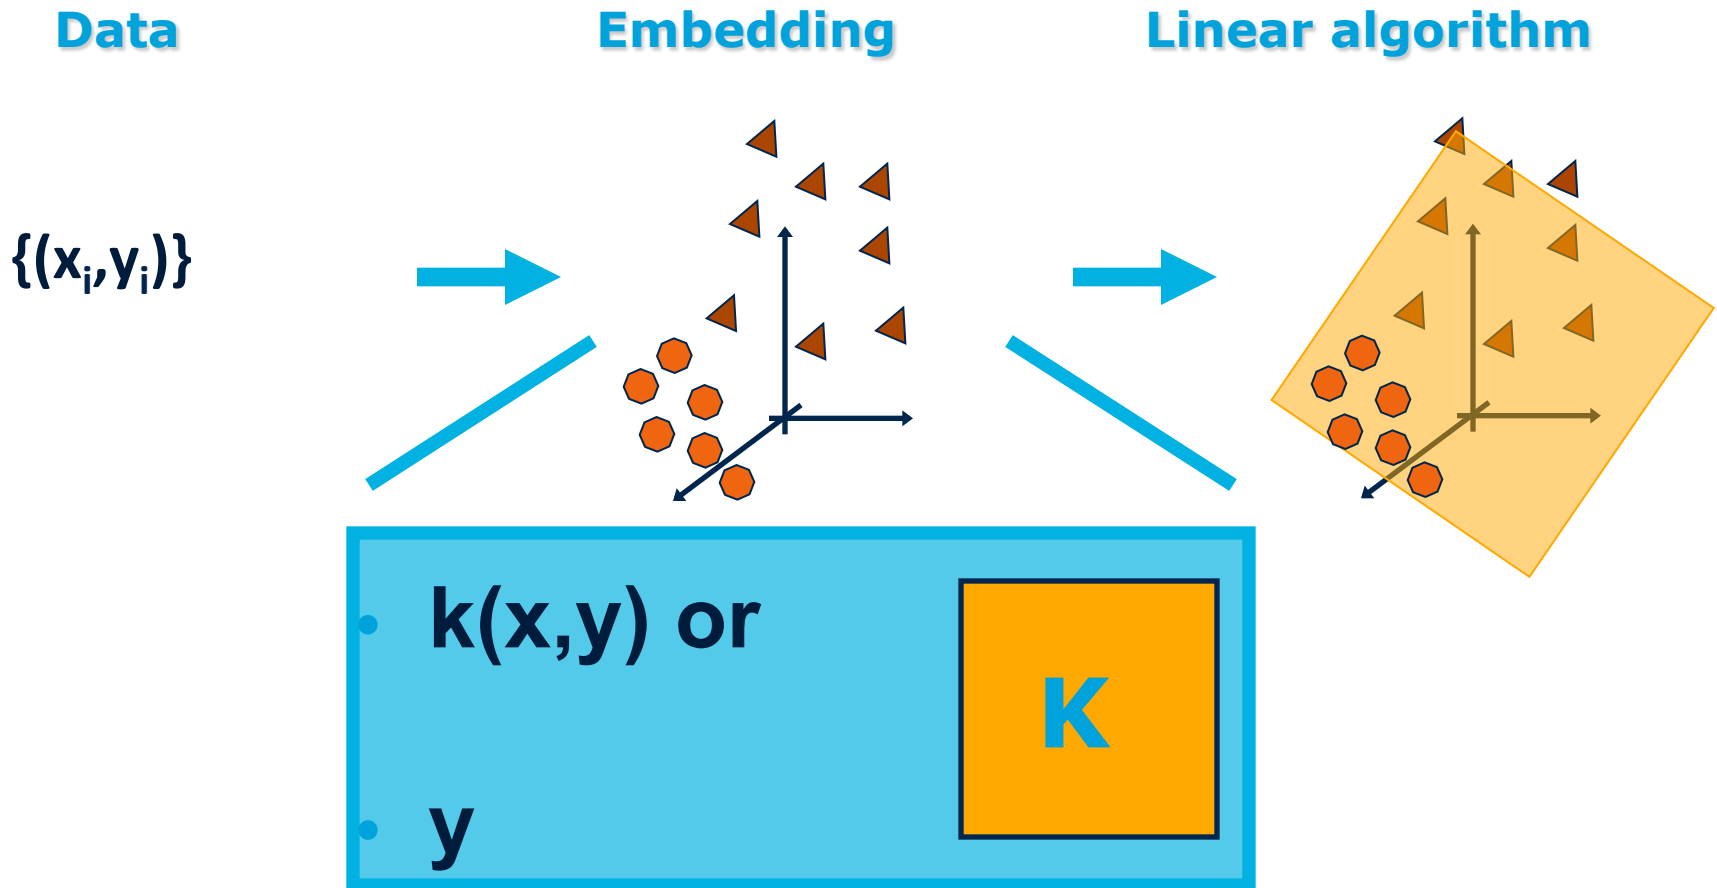 Data
Embedding
Linear algorithm
{(xi,yi)}
• k(x,y) or
K
• y